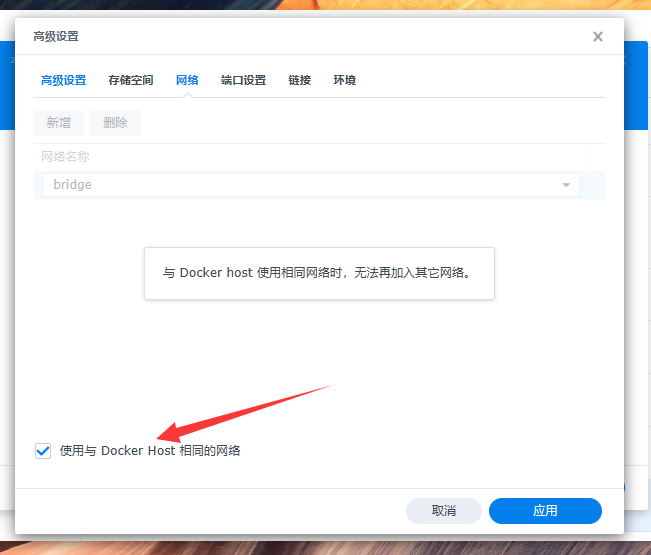 高级设置
高级设置 存储空间 网络 端口设置 链接 环境
新增 删除
网络名称
bridge
与 Docker host 使用相同网络时，无法再加入其它网络。
使用与 Docker Host 相同的网络
取消 应用